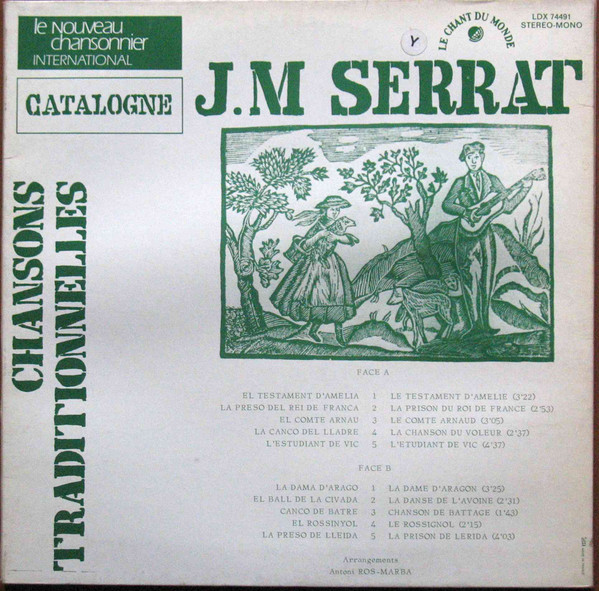 le nouveau
chansonnier
INTERNATIONAL
CATALOGNE
Y
LE CHANT DU MONDE
LDX 74491
STEREO-MONO
J.M SERRAT
CHANSONS
TRADITIONNELLES
FACE A
EL TESTAMENT D'AMELIA 1 LE TESTAMENT D'AMELIE (3'22)
LA PRESO DEL REI DE FRANCA 2 LA PRISON DU ROI DE FRANCE (2'53)
EL COMTE ARNAU 3 LE COMTE ARNAUD (3'05)
LA CANCO DEL LLADRE 4 LA CHANSON DU VOLEUR (2'37)
L'ESTUDIANT DE VIC 5 L'ETUDIANT DE VIC (4'37)
FACE B
LA DAMA D'ARAGO 1 LA DAME D'ARAGON (3'25)
EL BALL DE LA CIVADA 2 LA DANSE DE L'AVOINE (2'31)
CANCO DE BATRE 3 CHANSON DE BATTAGE (1'43)
EL ROSSINYOL 4 LE ROSSIGNOL (2'15)
LA PRESO DE LLEIDA 5 LA PRISON DE LERIDA (4'03)
Arrangements
Antoni ROS-MARBA